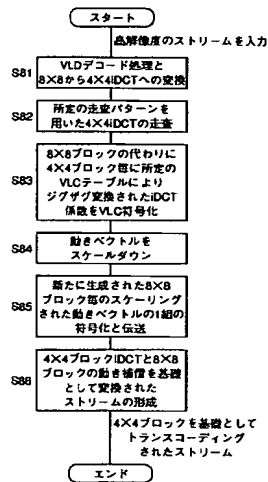 スタート
高解像度のストリームを入力
S81
VLDデコード処理と
8×8から4×4iDCTへの変換
S82
所定の走査パターンを
用いた4×4iDCTの走査
S83
8×8ブロックの代わりに
4×4ブロック毎に所定の
VLCテーブルにより
ジグザグ変換されたiDCT
係数をVLC符号化
S84
動きベクトルを
スケールダウン
S85
新たに生成された8×8
ブロック毎のスケーリング
された動きベクトルの1組の
符号化と伝送
S86
4×4ブロックIDCTと8×8
ブロックの動き補償を基礎
として変換された
ストリームの形成
4×4ブロックを基礎として
トランスコーディング
されたストリーム
エンド